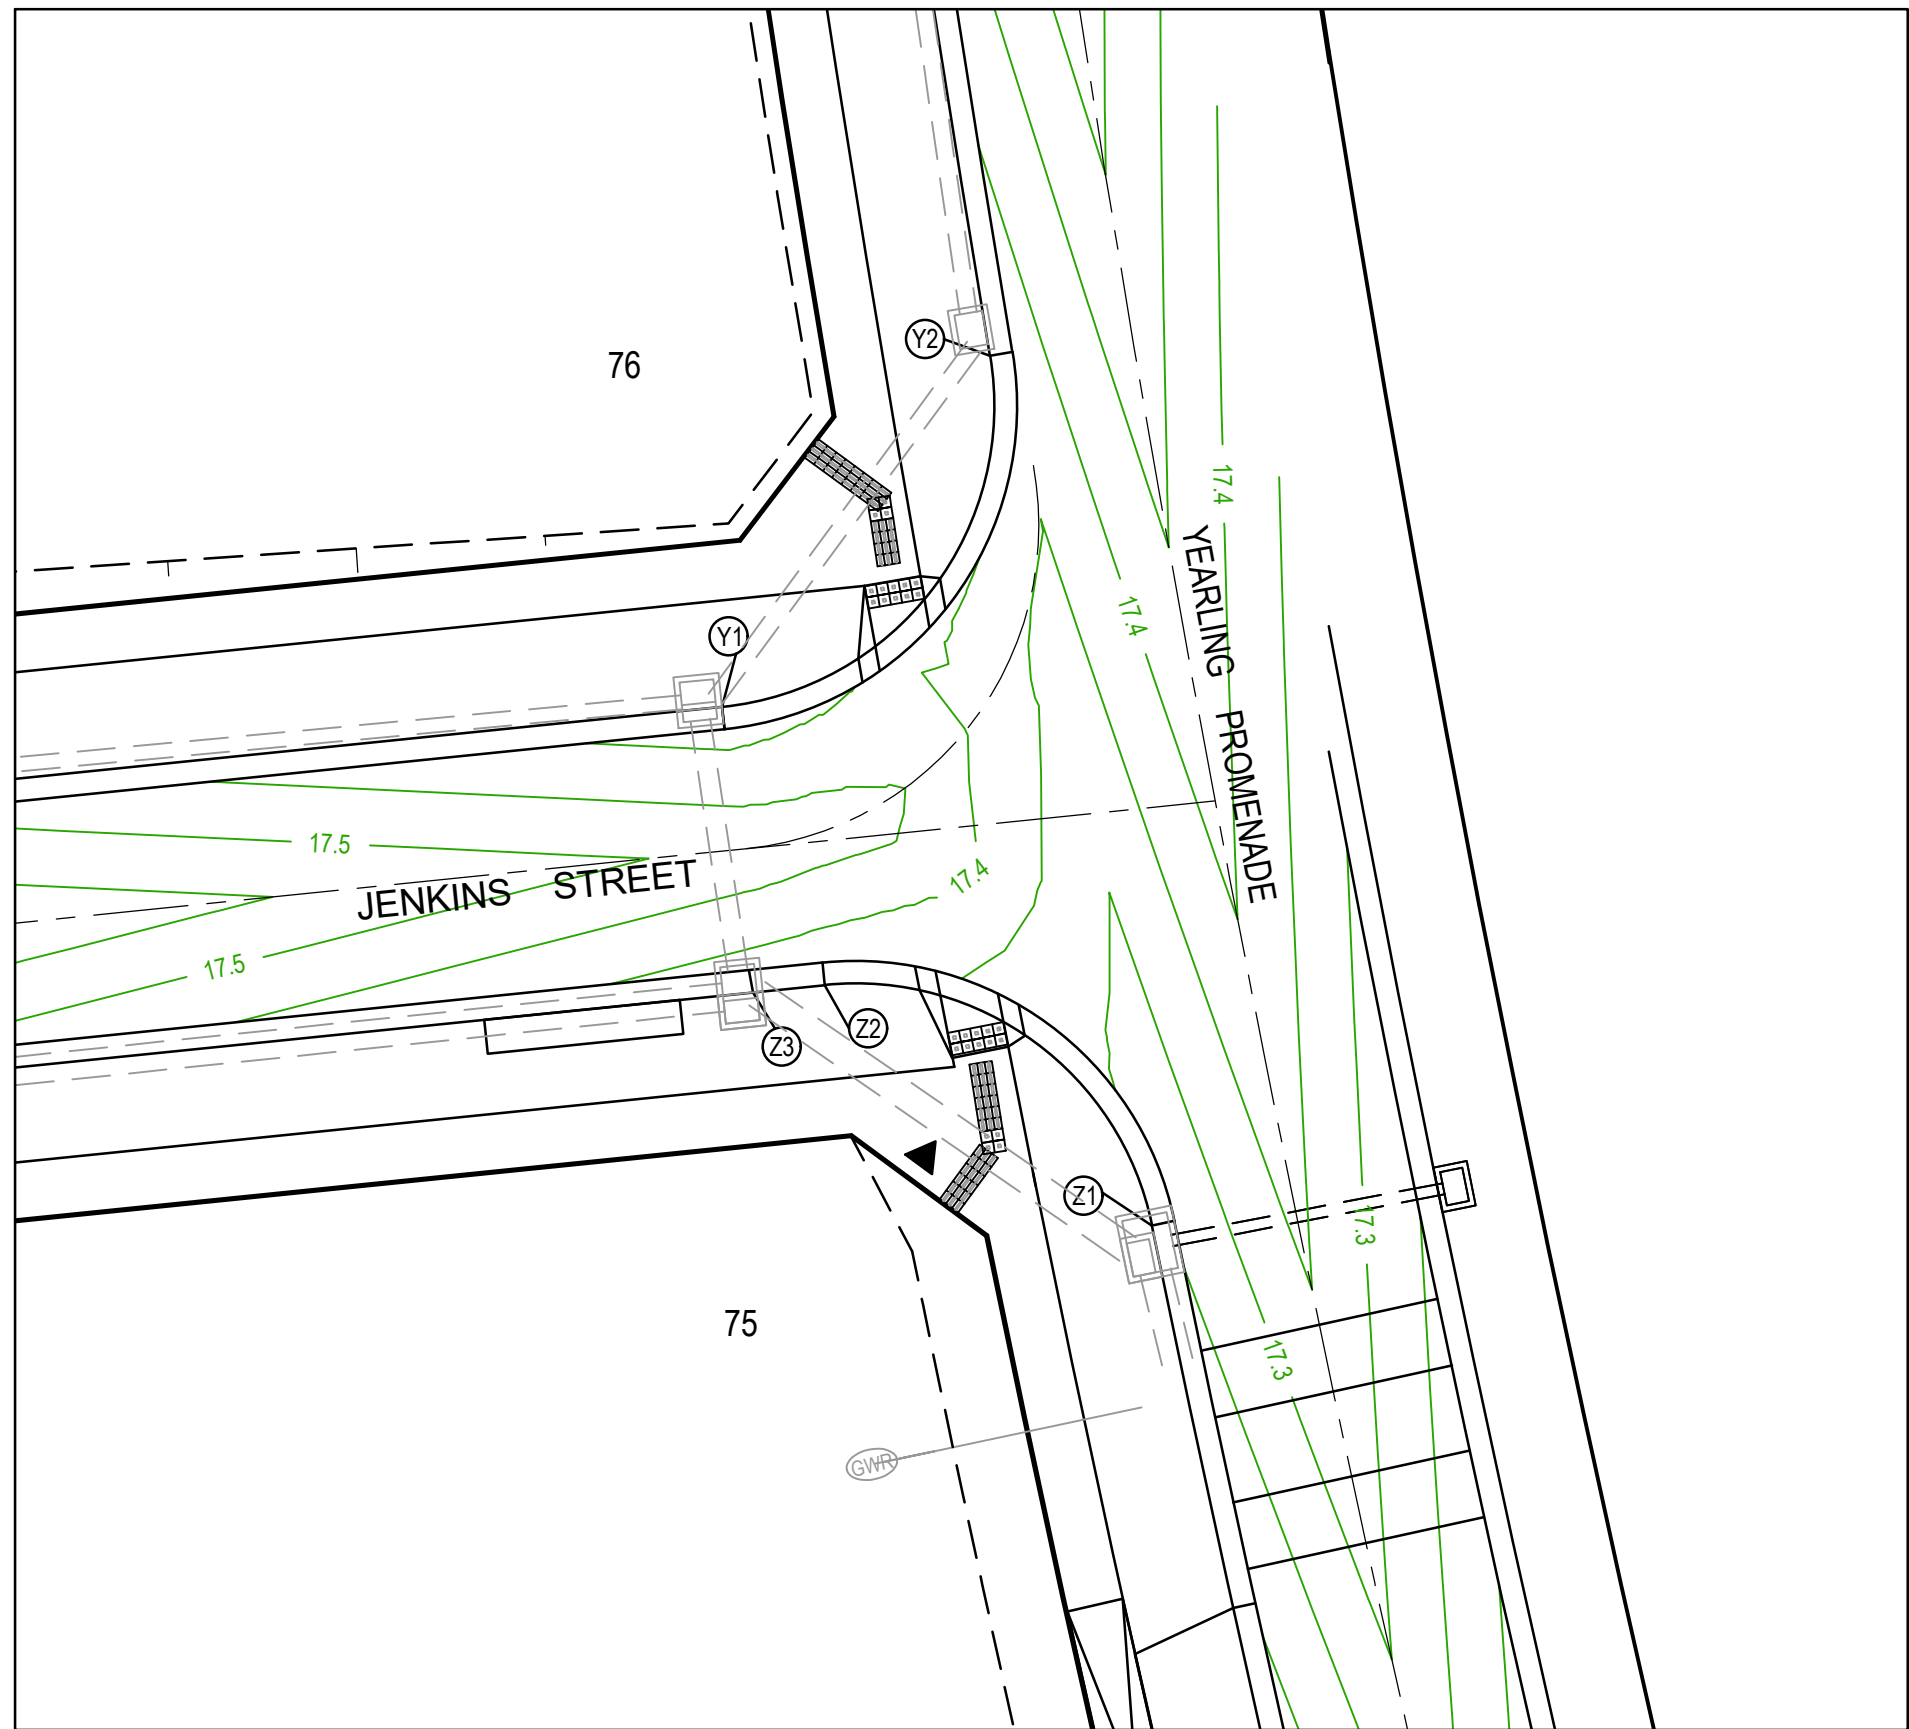 Y2
76
17.4
17.4
YEARLING PROMENADE
Y1
17.5
17.4
JENKINS STREET
17.5
Z2
Z3
Z1
17.3
75
17.3
GWR